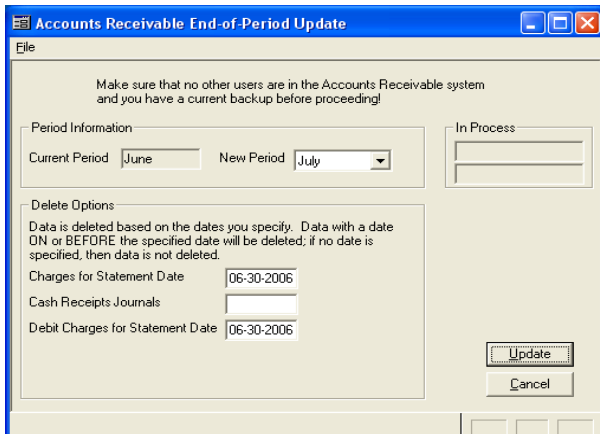 Accounts Receivable End-of-Period Update
File
Make sure that no other users are in the Accounts Receivable system
and you have a current backup before proceeding!
Period Information
In Process
Current Period June New Period July
Delete Options
Data is deleted based on the dates you specify. Data with a date
ON or BEFORE the specified date will be deleted; if no date is
specified, then data is not deleted.
Charges for Statement Date 06-30-2006
Cash Receipts Journals
Debit Charges for Statement Date 06-30-2006
Update
Cancel